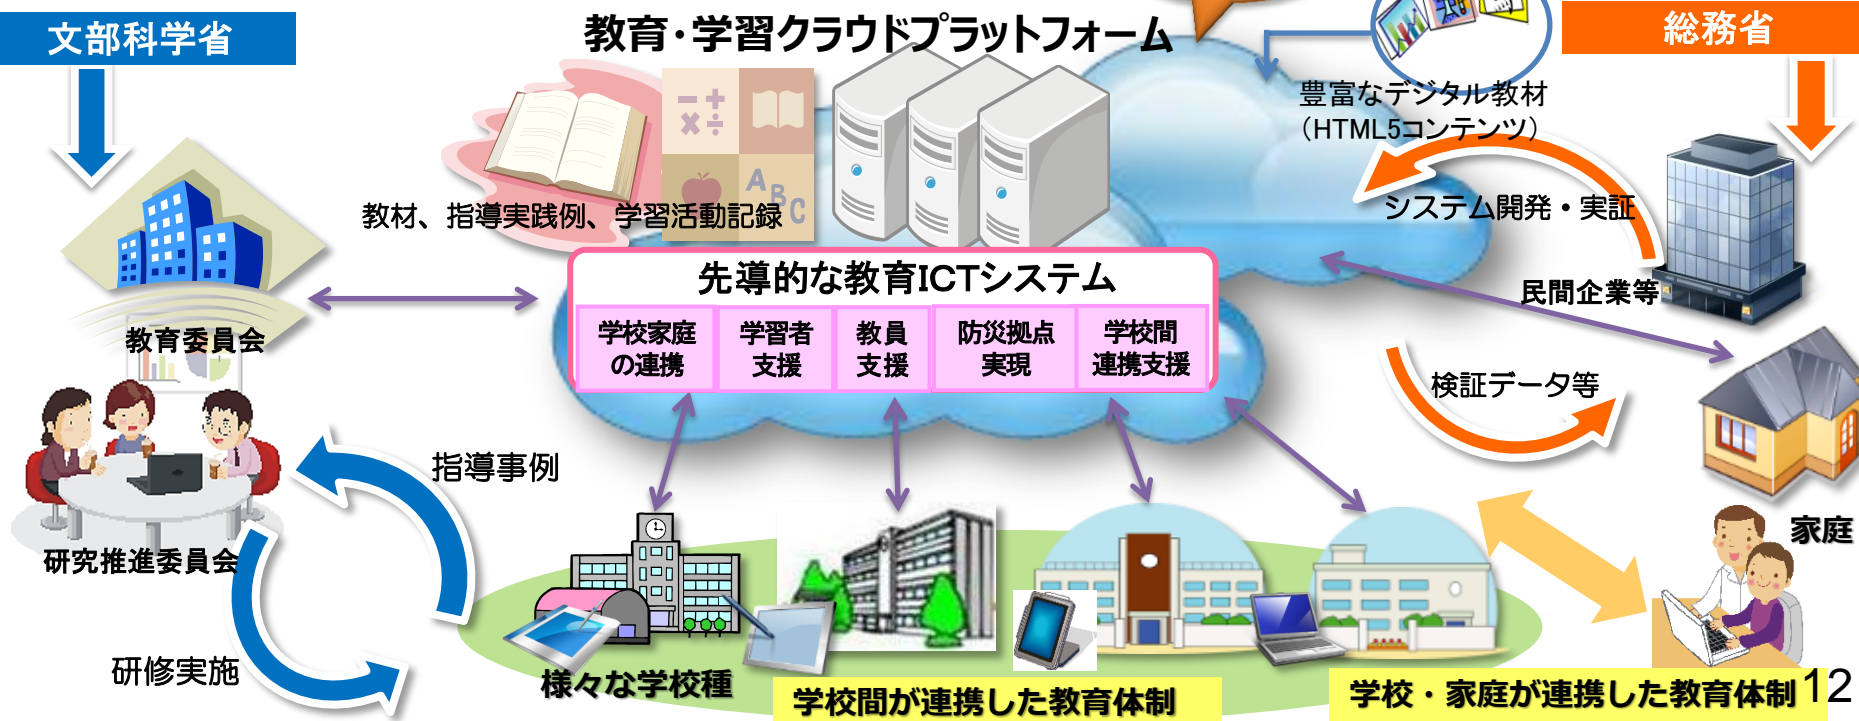 文部科学省
教育・学習クラウドプラットフォーム
総務省
豊富なデジタル教材
（HTML5コンテンツ）
－＋
×÷
ABC
教材、指導実践例、学習活動記録
システム開発・実証
先導的な教育ICTシステム
学校家庭
の連携
学習者
支援
教員
支援
防災拠点
実現
学校間
連携支援
民間企業等
教育委員会
検証データ等
指導事例
家庭
研究推進委員会
研修実施
様々な学校種
学校間が連携した教育体制
学校・家庭が連携した教育体制
12